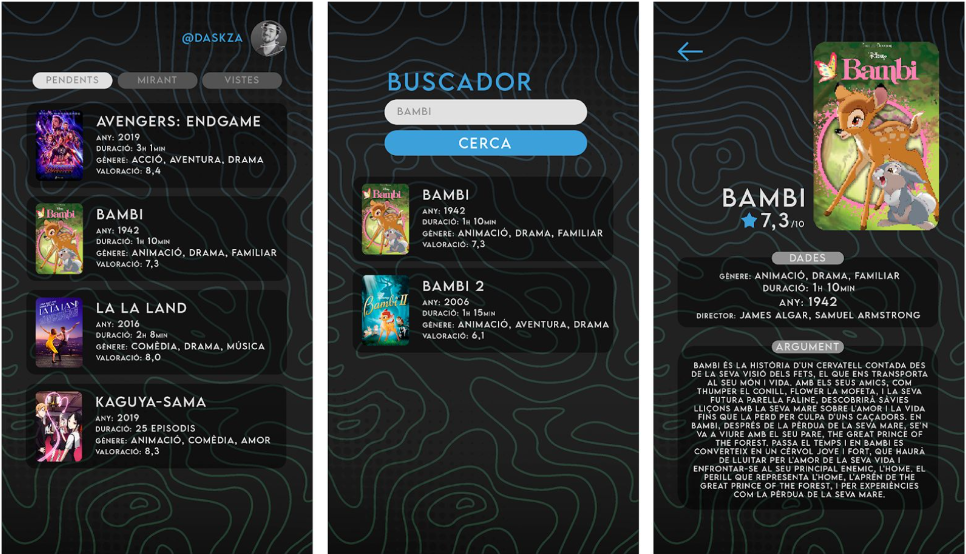 @DASKZA
PENDENTS
MIRANT
VISTES
AVENGERS: ENDGAME
ANY: 2019
DURACIÓ: 3H 1MIN
GÈNERE: ACCIÓ, AVENTURA, DRAMA
VALORACIÓ: 8,4
Bambi
BAMBI
ANY: 1942
DURACIÓ: 1H 10MIN
GÈNERE: ANIMACIÓ, DRAMA, FAMILIAR
VALORACIÓ: 7,3
LA LA LAND
LA LA LAND
ANY: 2016
DURACIÓ: 2H 8MIN
GÈNERE: COMÈDIA, DRAMA, MÚSICA
VALORACIÓ: 8,0
KAGUYA-SAMA
ANY: 2019
DURACIÓ: 25 EPISODIS
GÈNERE: ANIMACIÓ, COMÈDIA, AMOR
VALORACIÓ: 8,3
BUSCADOR
BAMBI
CERCA
Bambi
BAMBI
ANY: 1942
DURACIÓ: 1H 10MIN
GÈNERE: ANIMACIÓ, DRAMA, FAMILIAR
VALORACIÓ: 7,3
Bambi II
BAMBI 2
ANY: 2006
DURACIÓ: 1H 15MIN
GÈNERE: ANIMACIÓ, AVENTURA, DRAMA
VALORACIÓ: 6,1
Disney
Bambi
BAMBI
7,3/10
DADES
GÈNERE: ANIMACIÓ, DRAMA, FAMILIAR
DURACIÓ: 1H 10MIN
ANY: 1942
DIRECTOR: JAMES ALGAR, SAMUEL ARMSTRONG
ARGUMENT
BAMBI ÉS LA HISTÒRIA D'UN CERVATELL CONTADA DES
DE LA SEVA VISIÓ DELS FETS, EL QUE ENS TRANSPORTA
AL SEU MÓN I VIDA. AMB ELS SEUS AMICS, COM
THUMPER EL CONILL, FLOWER LA MOFETA, I LA SEVA
FUTURA PARELLA FALINE, DESCOBRIRÀ SÀVIES
LLIÇONS AMB LA SEVA MARE SOBRE L'AMOR I LA VIDA
FINS QUE LA PERD PER CULPA D'UNS CAÇADORS. EN
BAMBI, DESPRÉS DE LA PÈRDUA DE LA SEVA MARE, SE'N
VA A VIURE AMB EL SEU PARE, THE GREAT PRINCE OF
THE FOREST. PASSA EL TEMPS I EN BAMBI ES
CONVERTEIX EN UN CÉRVOL JOVE I FORT, QUE HAURÀ
DE LLUITAR PER L'AMOR DE LA SEVA VIDA I
ENFRONTAR-SE AL SEU PRINCIPAL ENEMIC, L'HOME. EL
PERILL QUE REPRESENTA L'HOME, L'APRÈN DE THE
GREAT PRINCE OF THE FOREST, I PER EXPERIÈNCIES
COM LA PÈRDUA DE LA SEVA MARE.